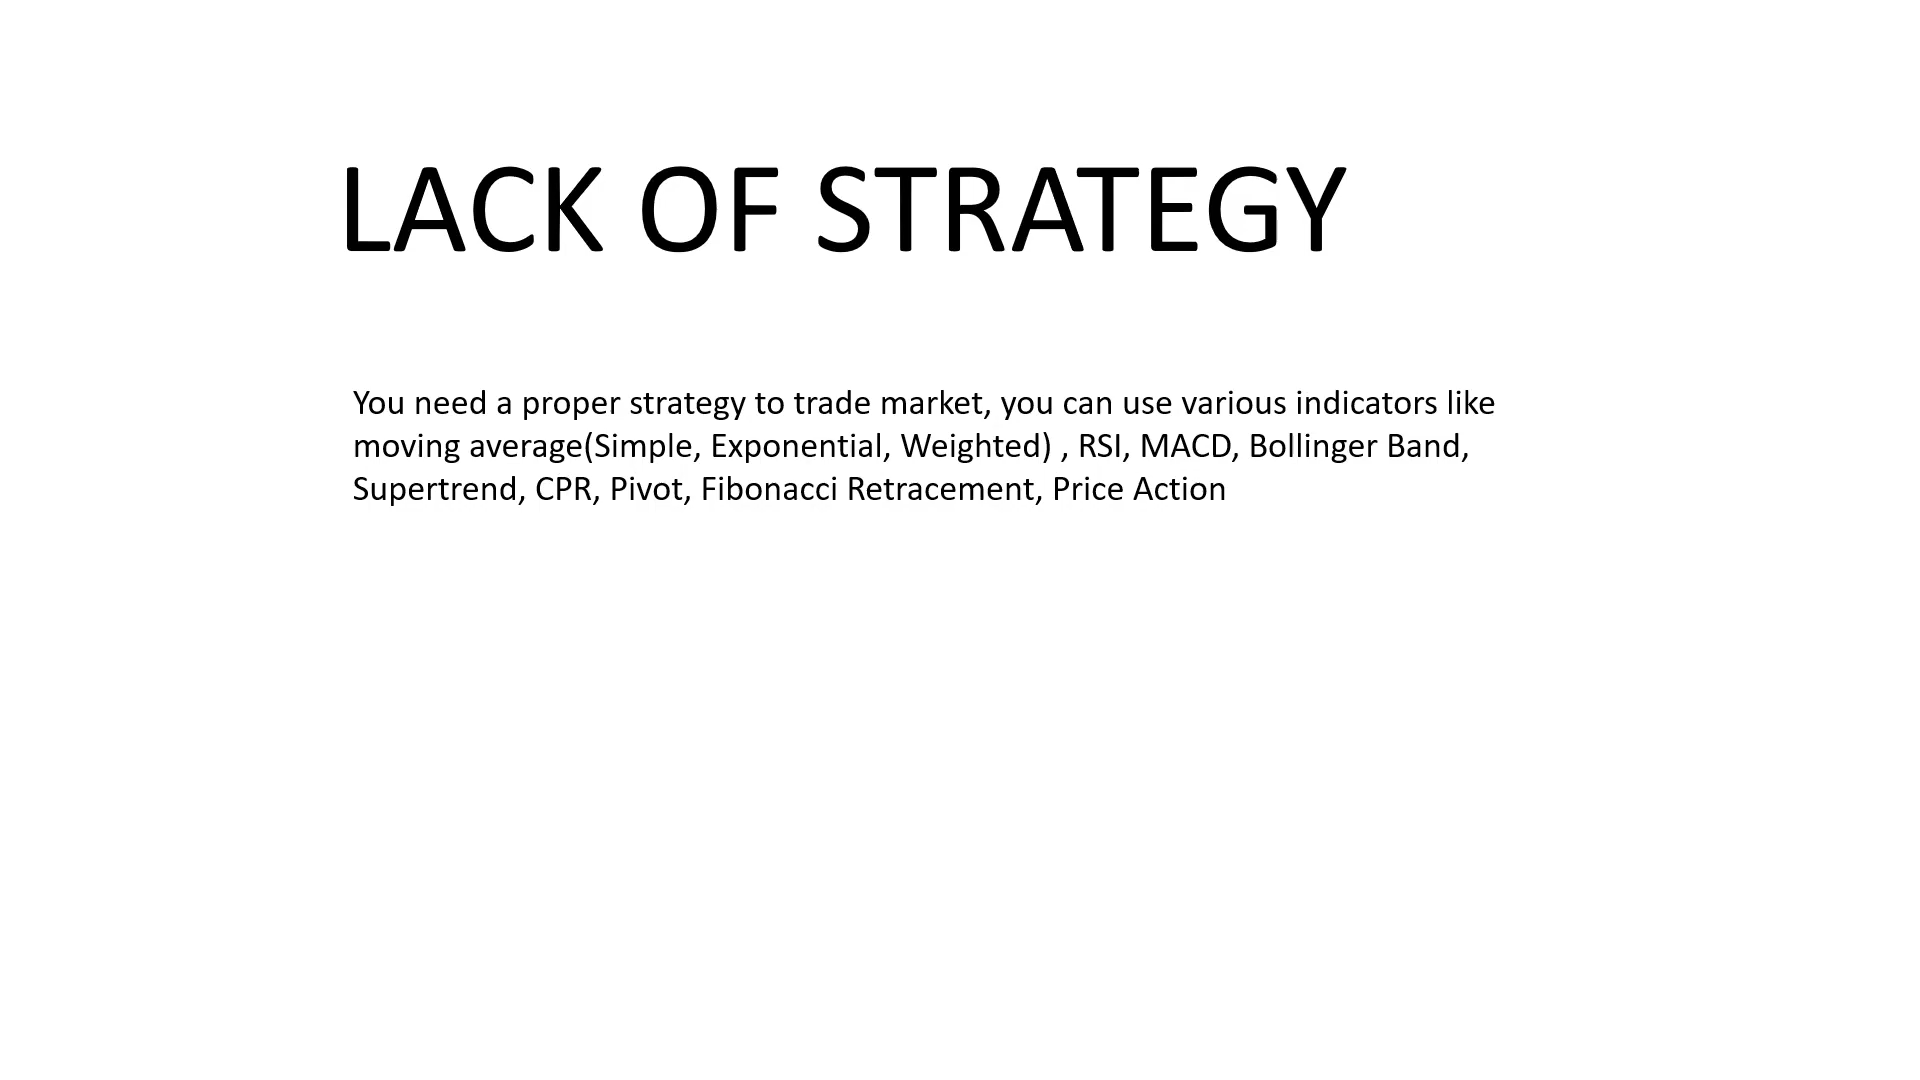 LACK OF STRATEGY
You need a proper strategy to trade market, you can use various indicators like
moving average(Simple, Exponential, Weighted) , RSI, MACD, Bollinger Band,
Supertrend, CPR, Pivot, Fibonacci Retracement, Price Action